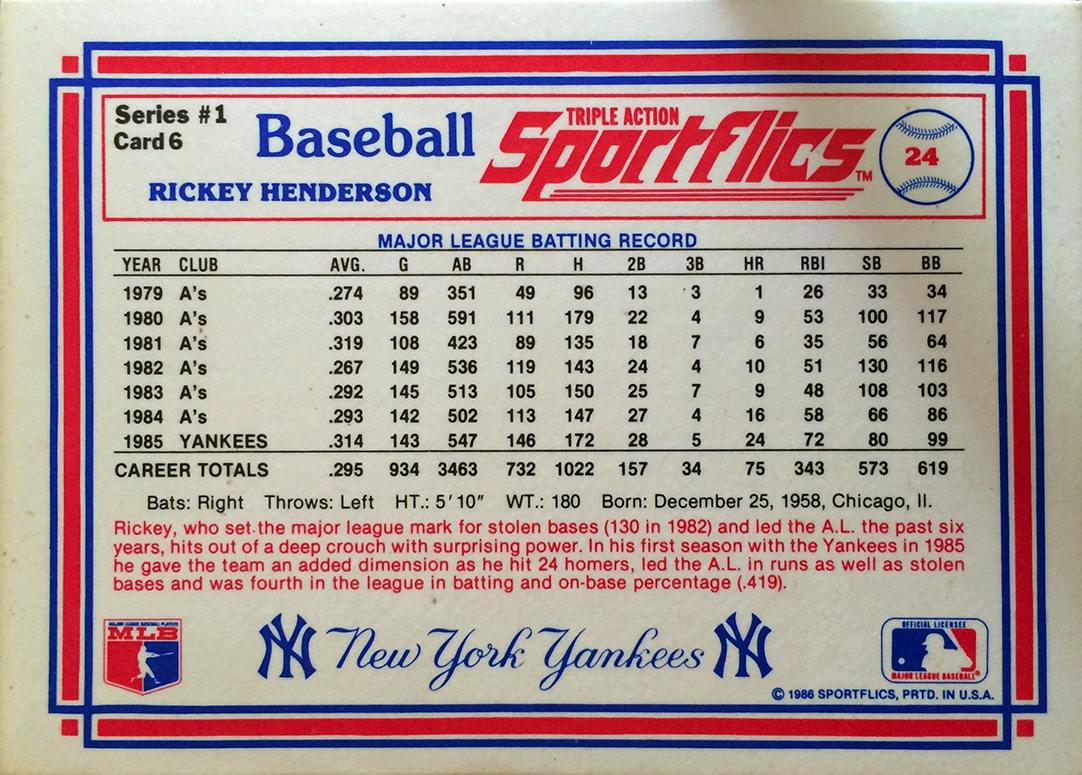 Series #1
Card 6
Baseball
RICKEY HENDERSON
TRIPLE ACTION
Sportflics TM
24
MAJOR LEAGUE BATTING RECORD
YEAR CLUB AVG. G AB R H 2B 3B HR RBI SB BB
1979 A's .274 89 351 49 96 13 3 1 26 33 34
1980 A's .303 158 591 111 179 22 4 9 53 100 117
1981 A's .319 108 423 89 135 18 7 6 35 56 64
1982 A's .267 149 536 119 143 24 4 10 51 130 116
1983 A's .292 145 513 105 150 25 7 9 48 108 103
1984 A's .293 142 502 113 147 27 4 16 58 66 86
1985 YANKEES .314 143 547 146 172 28 5 24 72 80 99
CAREER TOTALS .295 934 3463 732 1022 157 34 75 343 573 619
Bats: Right Throws: Left HT.: 5'10" WT.: 180 Born: December 25, 1958, Chicago, Il.
Rickey, who set the major league mark for stolen bases (130 in 1982) and led the A.L. the past six
years, hits out of a deep crouch with surprising power. In his first season with the Yankees in 1985
he gave the team an added dimension as he hit 24 homers, led the A.L. in runs as well as stolen
bases and was fourth in the league in batting and on-base percentage (.419).
MAJOR LEAGUE BASEBALL PLAYERS
MLB
NY New York Yankees NY
OFFICIAL LICENSEE
MAJOR LEAGUE BASEBALL®
© 1986 SPORTFLICS, PRTD. IN U.S.A.